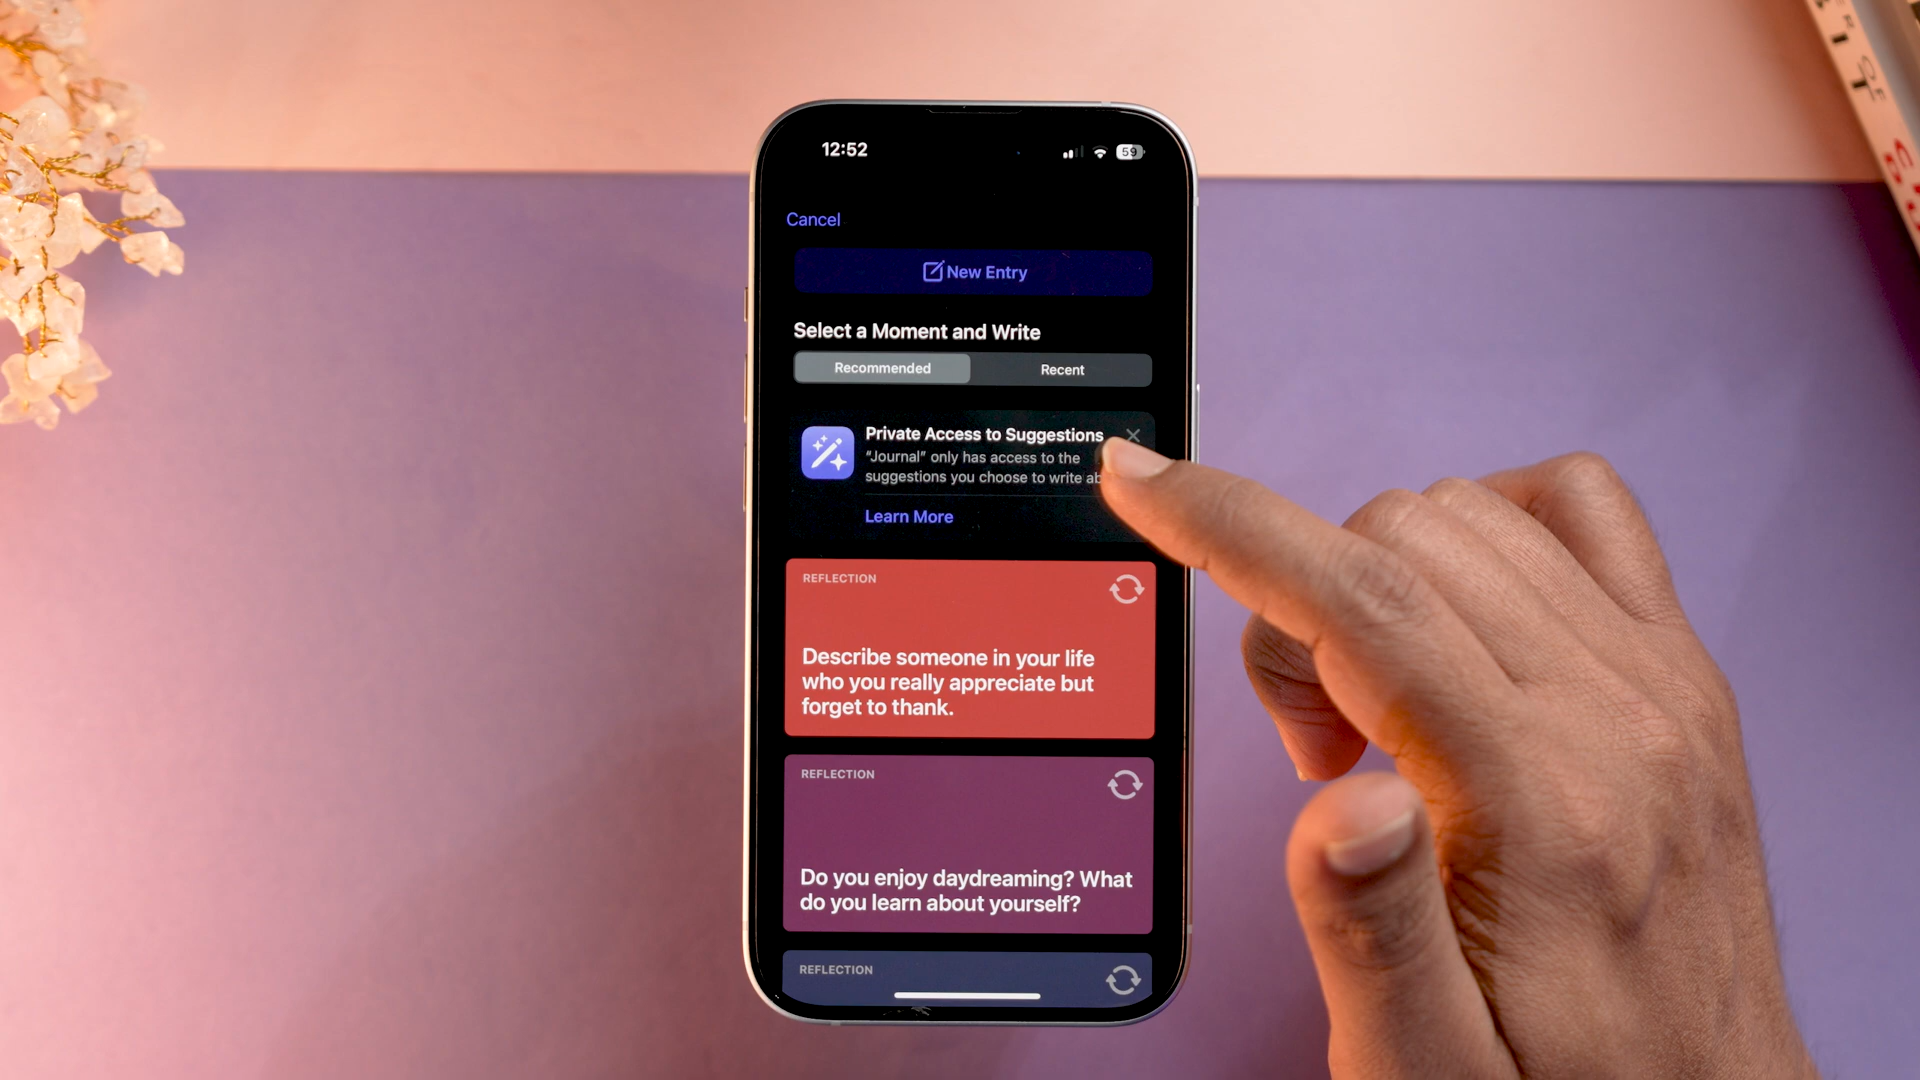 12:52
59
Cancel
New Entry
Select a Moment and Write
Recommended
Recent
Private Access to Suggestions
"Journal" only has access to the
suggestions you choose to write
Learn More
REFLECTION
Describe someone in your life
who you really appreciate but
forget to thank.
REFLECTION
Do you enjoy daydreaming? What
do you learn about yourself?
REFLECTION